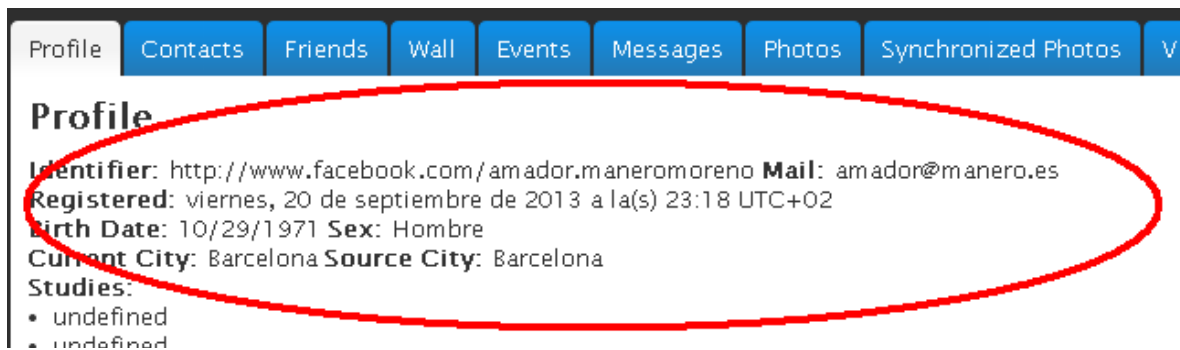 Profile Contacts Friends Wall Events Messages Photos Synchronized Photos V
Profile
Identifier: http://www.facebook.com/amador.maneromoreno Mail: amador@manero.es
Registered: viernes, 20 de septiembre de 2013 a la(s) 23:18 UTC+02
Birth Date: 10/29/1971 Sex: Hombre
Current City: Barcelona Source City: Barcelona
Studies:
• undefined
• undefined